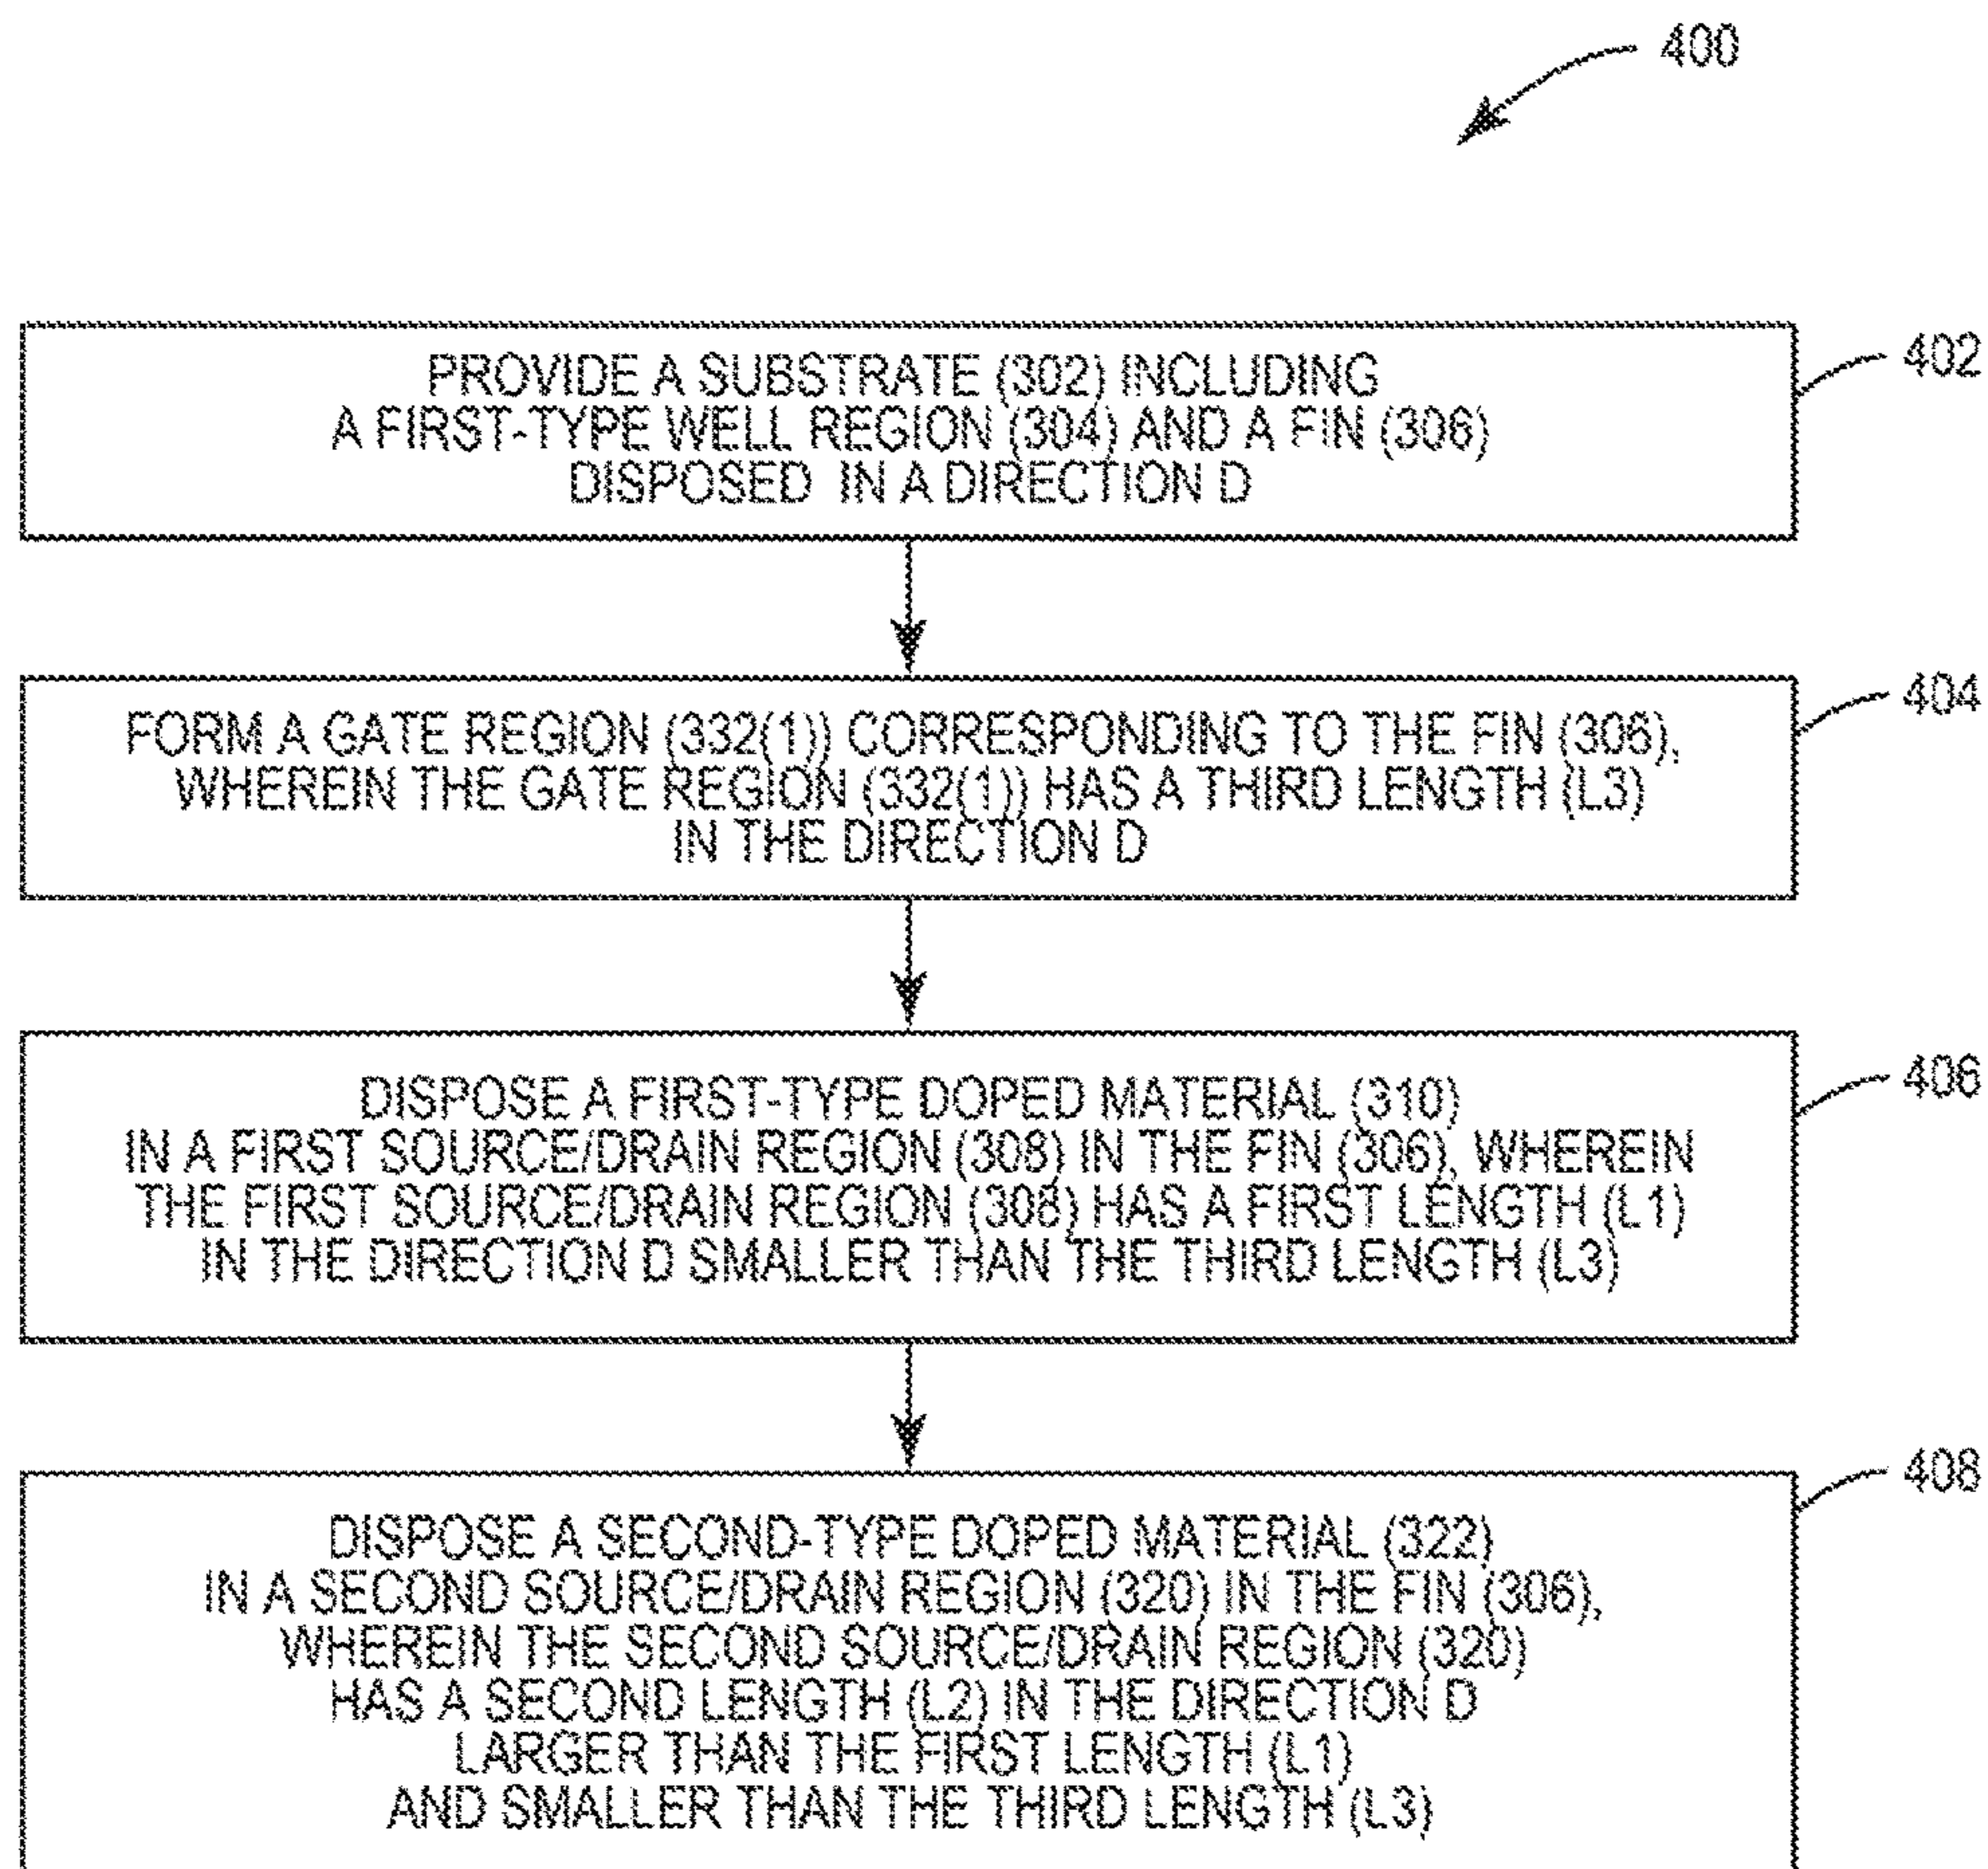 400
PROVIDE A SUBSTRATE (302) INCLUDING
A FIRST-TYPE WELL REGION (304) AND A FIN (306)
DISPOSED IN A DIRECTION D
402
FORM A GATE REGION (332(1)) CORRESPONDING TO THE FIN (306),
WHEREIN THE GATE REGION (332(1)) HAS A THIRD LENGTH (L3)
IN THE DIRECTION D
404
DISPOSE A FIRST-TYPE DOPED MATERIAL (310)
IN A FIRST SOURCE/DRAIN REGION (308) IN THE FIN (306), WHEREIN
THE FIRST SOURCE/DRAIN REGION (308) HAS A FIRST LENGTH (L1)
IN THE DIRECTION D SMALLER THAN THE THIRD LENGTH (L3)
406
DISPOSE A SECOND-TYPE DOPED MATERIAL (322)
IN A SECOND SOURCE/DRAIN REGION (320) IN THE FIN (306),
WHEREIN THE SECOND SOURCE/DRAIN REGION (320)
HAS A SECOND LENGTH (L2) IN THE DIRECTION D
LARGER THAN THE FIRST LENGTH (L1)
AND SMALLER THAN THE THIRD LENGTH (L3)
408